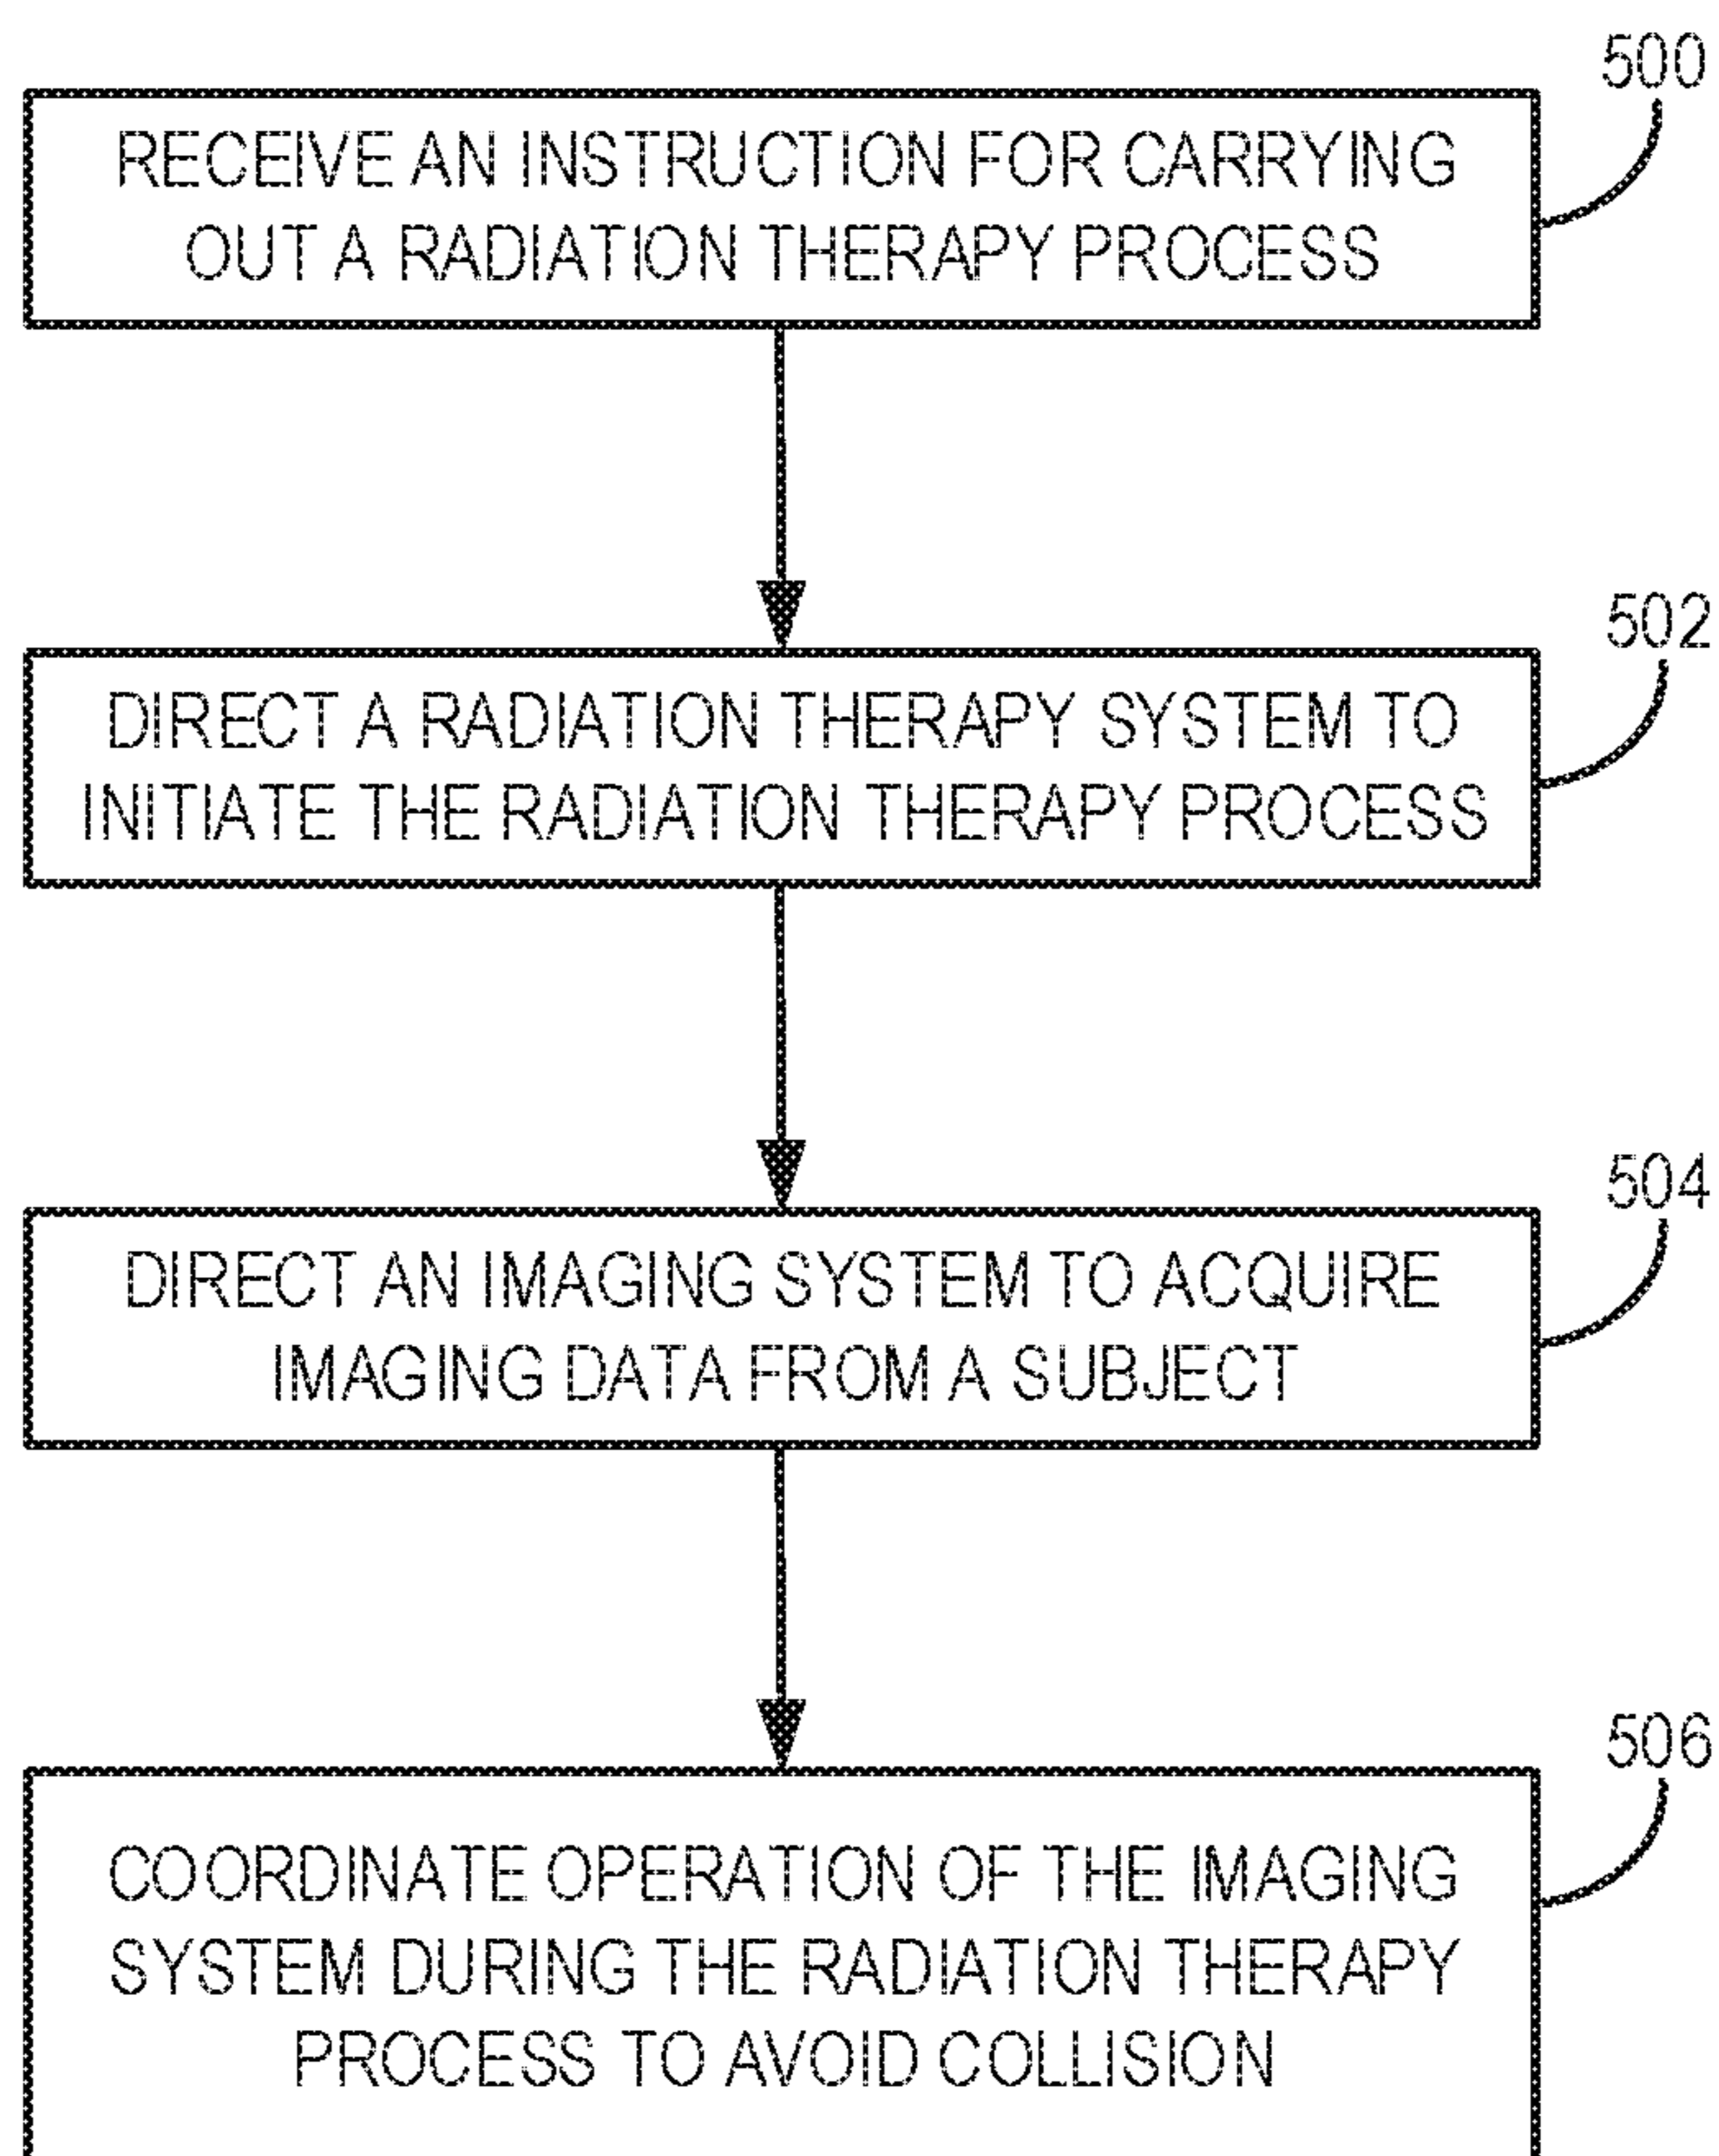 500
RECEIVE AN INSTRUCTION FOR CARRYING
OUT A RADIATION THERAPY PROCESS
502
DIRECT A RADIATION THERAPY SYSTEM TO
INITIATE THE RADIATION THERAPY PROCESS
504
DIRECT AN IMAGING SYSTEM TO ACQUIRE
IMAGING DATA FROM A SUBJECT
506
COORDINATE OPERATION OF THE IMAGING
SYSTEM DURING THE RADIATION THERAPY
PROCESS TO AVOID COLLISION